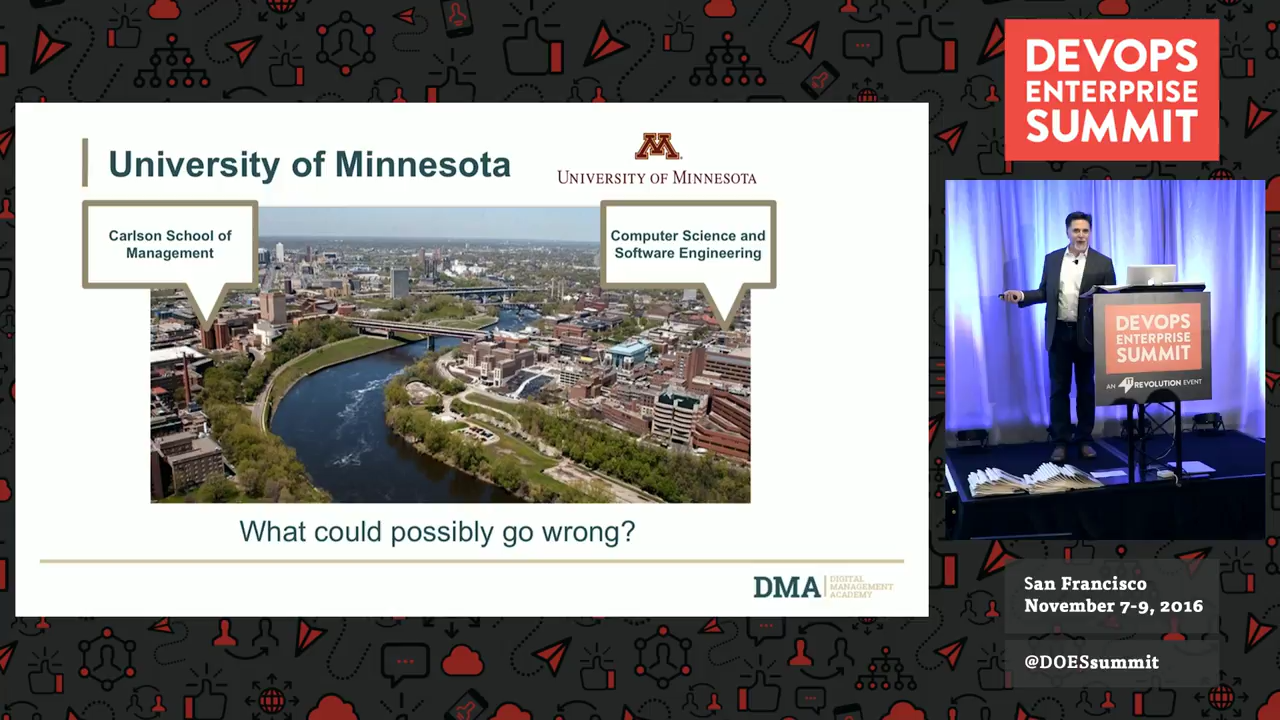 DEVOPS
ENTERPRISE
SUMMIT
University of Minnesota
M
UNIVERSITY OF MINNESOTA
Carlson School of
Management
Computer Science and
Software Engineering
What could possibly go wrong?
DMA
DIGITAL
MANAGEMENT
ACADEMY
DEVOPS
ENTERPRISE
SUMMIT
AN IT REVOLUTION EVENT
San Francisco
November 7-9, 2016
@DOESsummit